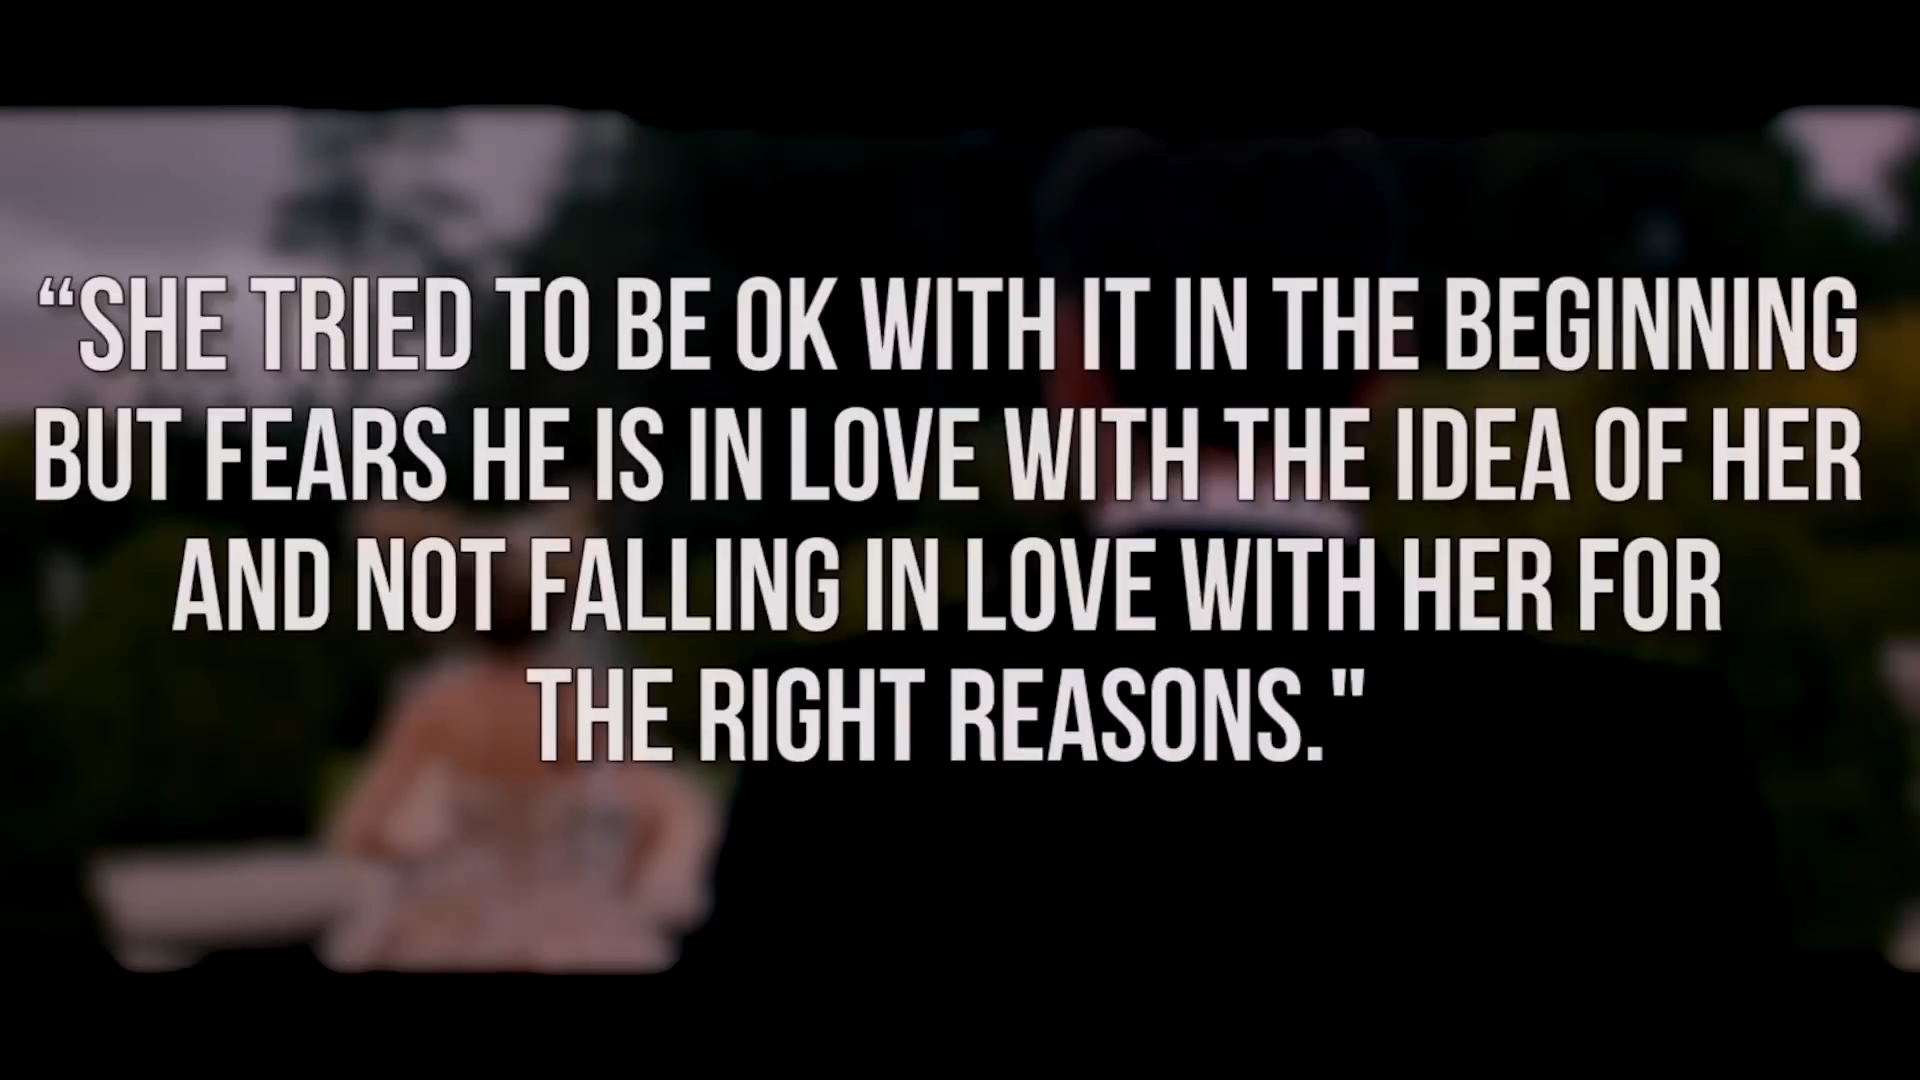 “SHE TRIED TO BE OK WITH IT IN THE BEGINNING
BUT FEARS HE IS IN LOVE WITH THE IDEA OF HER
AND NOT FALLING IN LOVE WITH HER FOR
THE RIGHT REASONS."